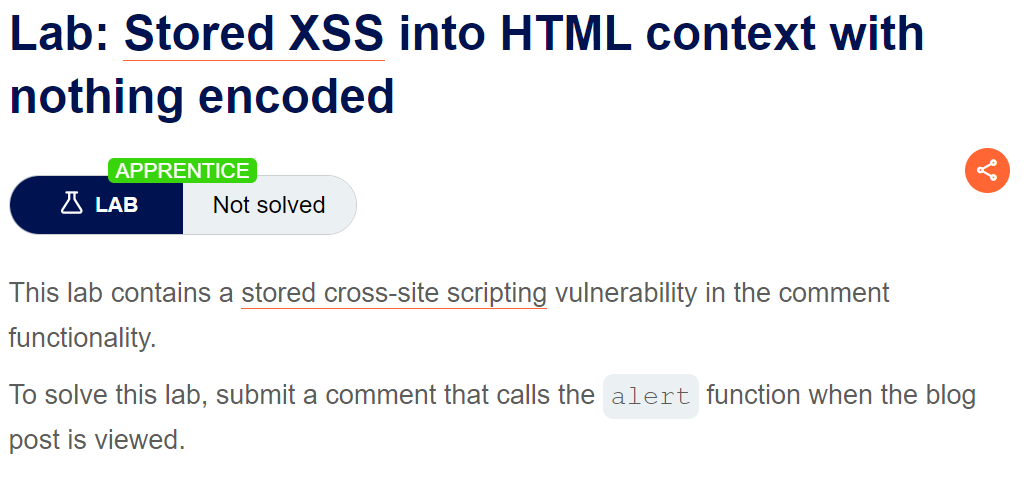 Lab: Stored XSS into HTML context with
nothing encoded
APPRENTICE
LAB Not solved
This lab contains a stored cross-site scripting vulnerability in the comment
functionality.
To solve this lab, submit a comment that calls the alert function when the blog
post is viewed.